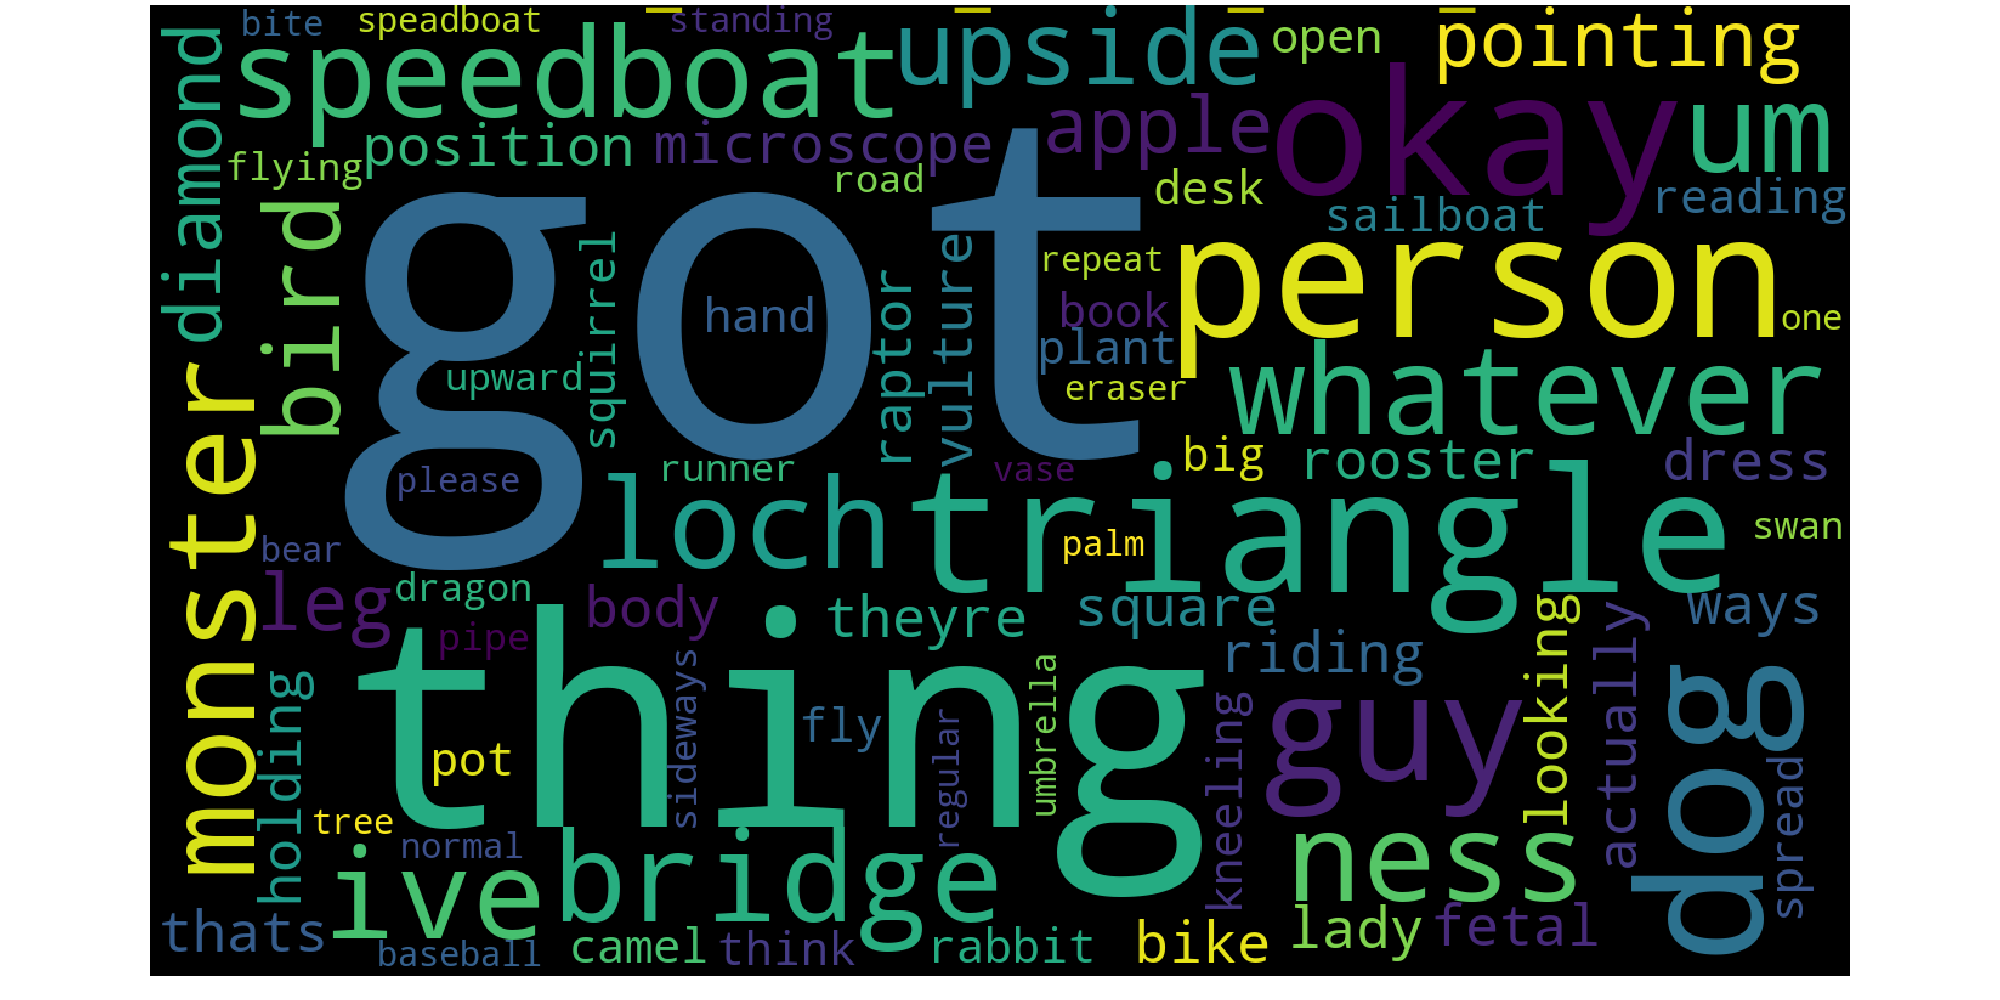 bite
speadboat
standing
open
pointing
speedboat
upside
okay
um
diamond
position
microscope
apple
flying
road
desk
reading
bird
sailboat
got
person
squirrel
hand
raptor
vulture
repeat
book
one
plant
upward
eraser
whatever
monster
please
runner
vase
big
rooster
dress
loch
triangle
palm
swan
bear
leg
dragon
body
theyre
square
ways
pipe
thing
riding
looking
actually
dog
holding
sideways
fly
regular
umbrella
kneeling
guy
spread
pot
tree
normal
ive
bridge
ness
thats
baseball
camel
think
rabbit
bike
lady
fetal